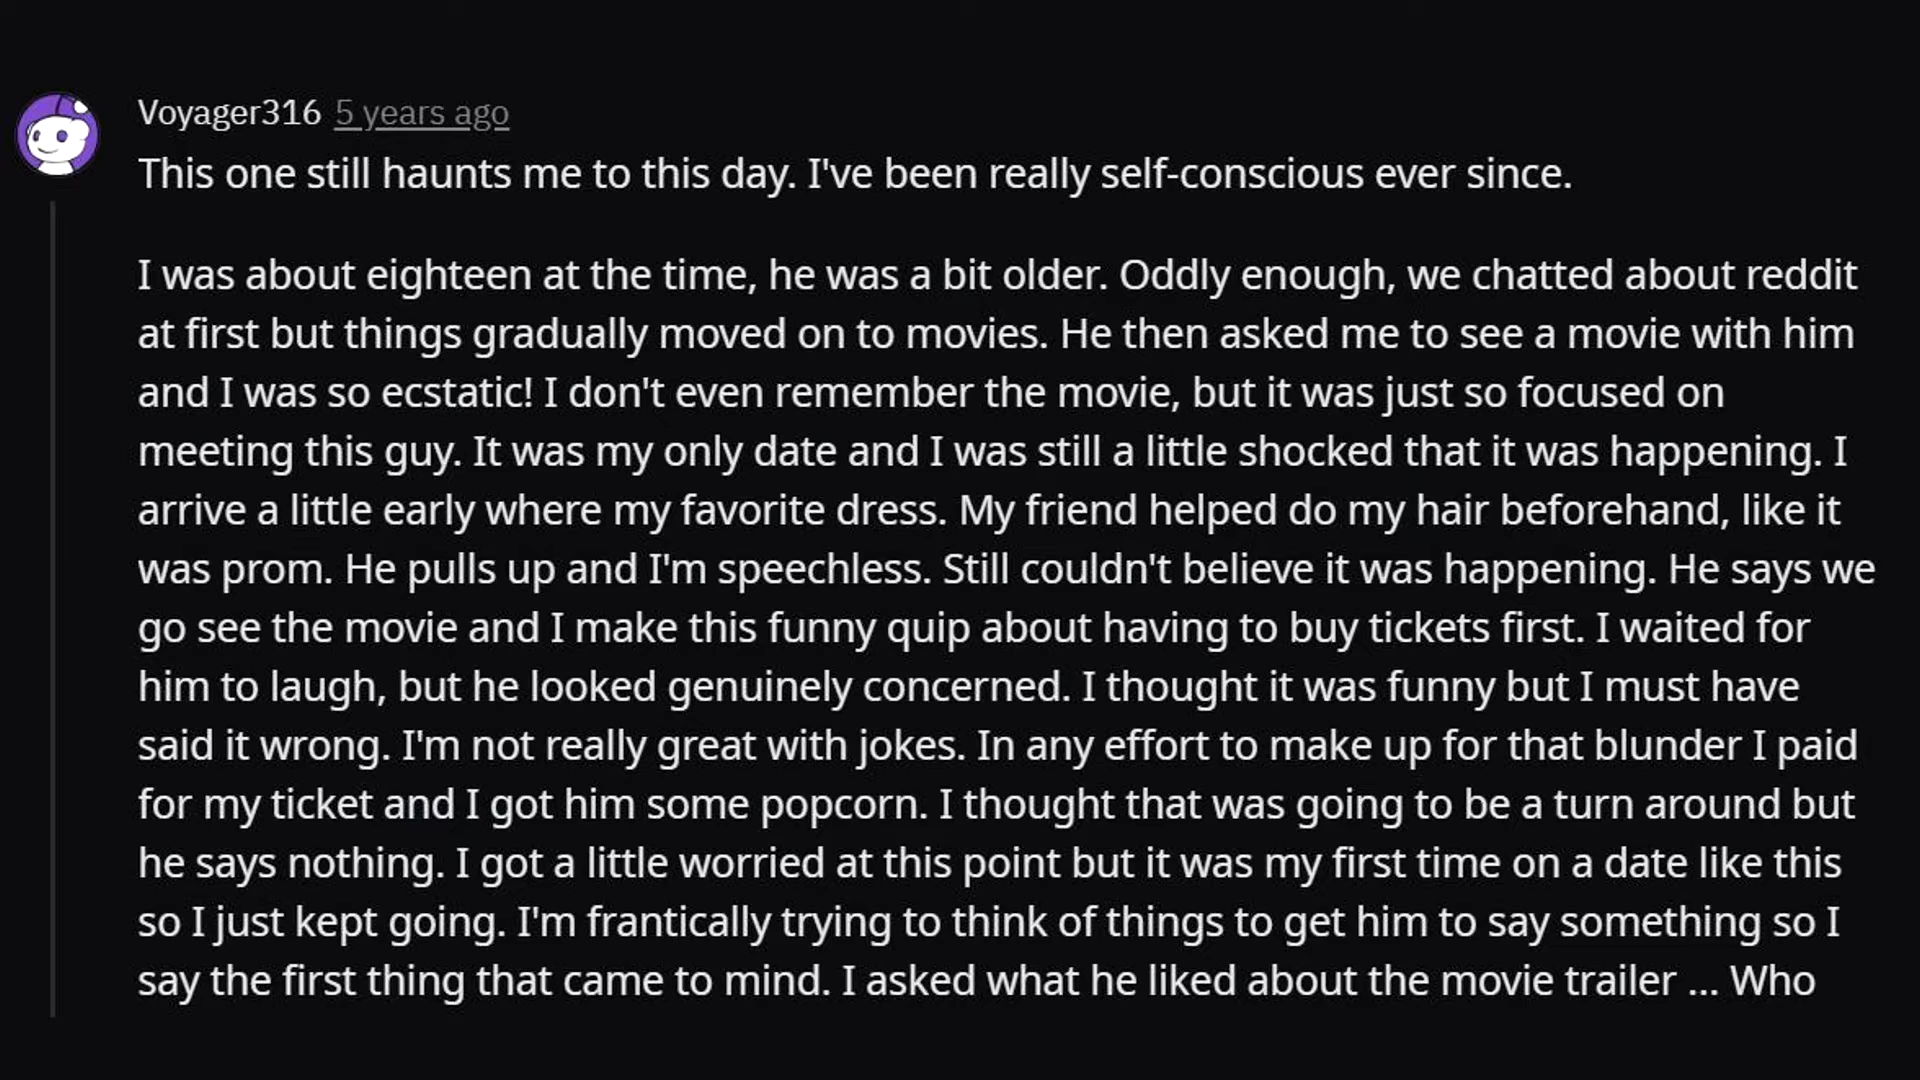 Voyager316 5 years ago
This one still haunts me to this day. I've been really self-conscious ever since.
I was about eighteen at the time, he was a bit older. Oddly enough, we chatted about reddit
at first but things gradually moved on to movies. He then asked me to see a movie with him
and I was so ecstatic! I don't even remember the movie, but it was just so focused on
meeting this guy. It was my only date and I was still a little shocked that it was happening. I
arrive a little early where my favorite dress. My friend helped do my hair beforehand, like it
was prom. He pulls up and I'm speechless. Still couldn't believe it was happening. He says we
go see the movie and I make this funny quip about having to buy tickets first. I waited for
him to laugh, but he looked genuinely concerned. I thought it was funny but I must have
said it wrong. I'm not really great with jokes. In any effort to make up for that blunder I paid
for my ticket and I got him some popcorn. I thought that was going to be a turn around but
he says nothing. I got a little worried at this point but it was my first time on a date like this
so I just kept going. I'm frantically trying to think of things to get him to say something so I
say the first thing that came to mind. I asked what he liked about the movie trailer ... Who